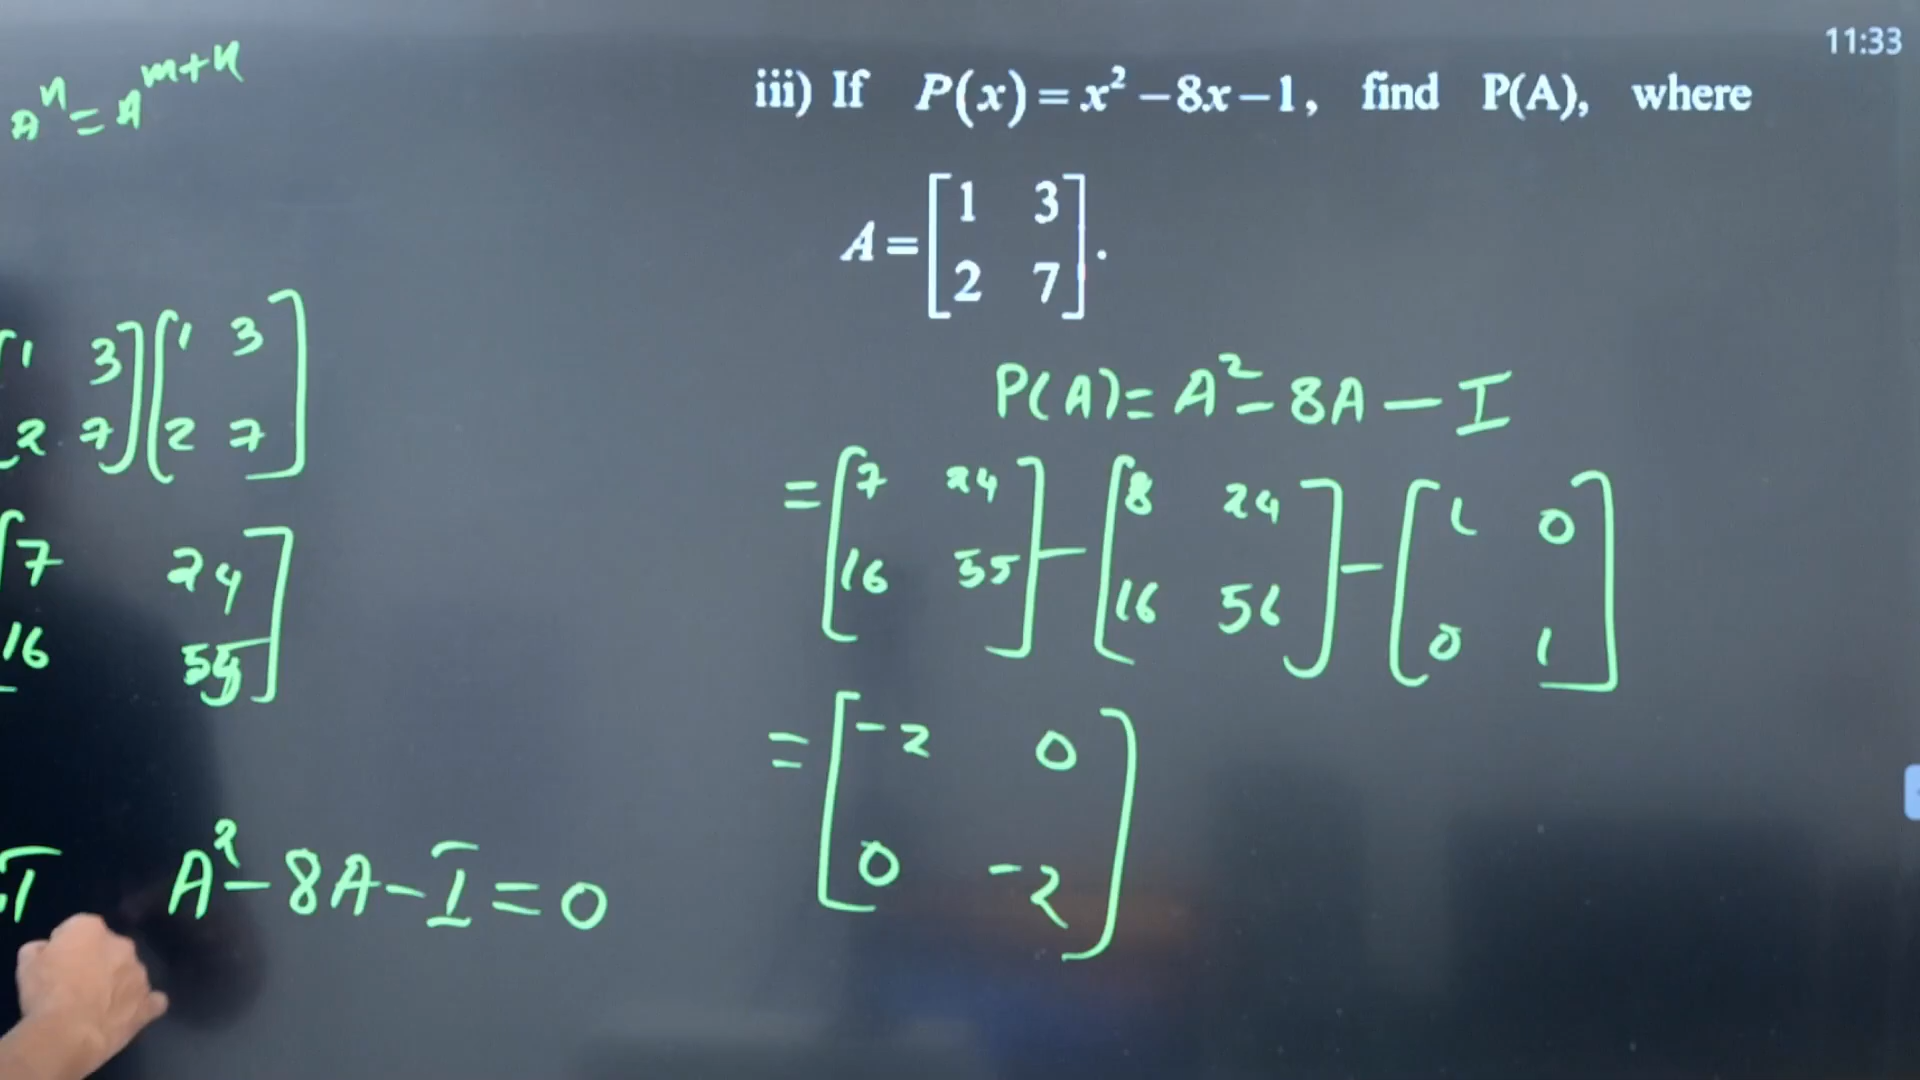 11:33
A^n = A^{m+n}
iii) If P(x) = x² – 8x – 1, find P(A), where
A = [1 3
2 7].
[1 3 [1 3
2 7] 2 7]
P(A) = A² – 8A – I
= [7 24 – [8 24 – [1 0
16 55] 16 56] 0 1]
[7 24
16 55]
= [-2 0
0 -2]
I A² – 8A – I = 0